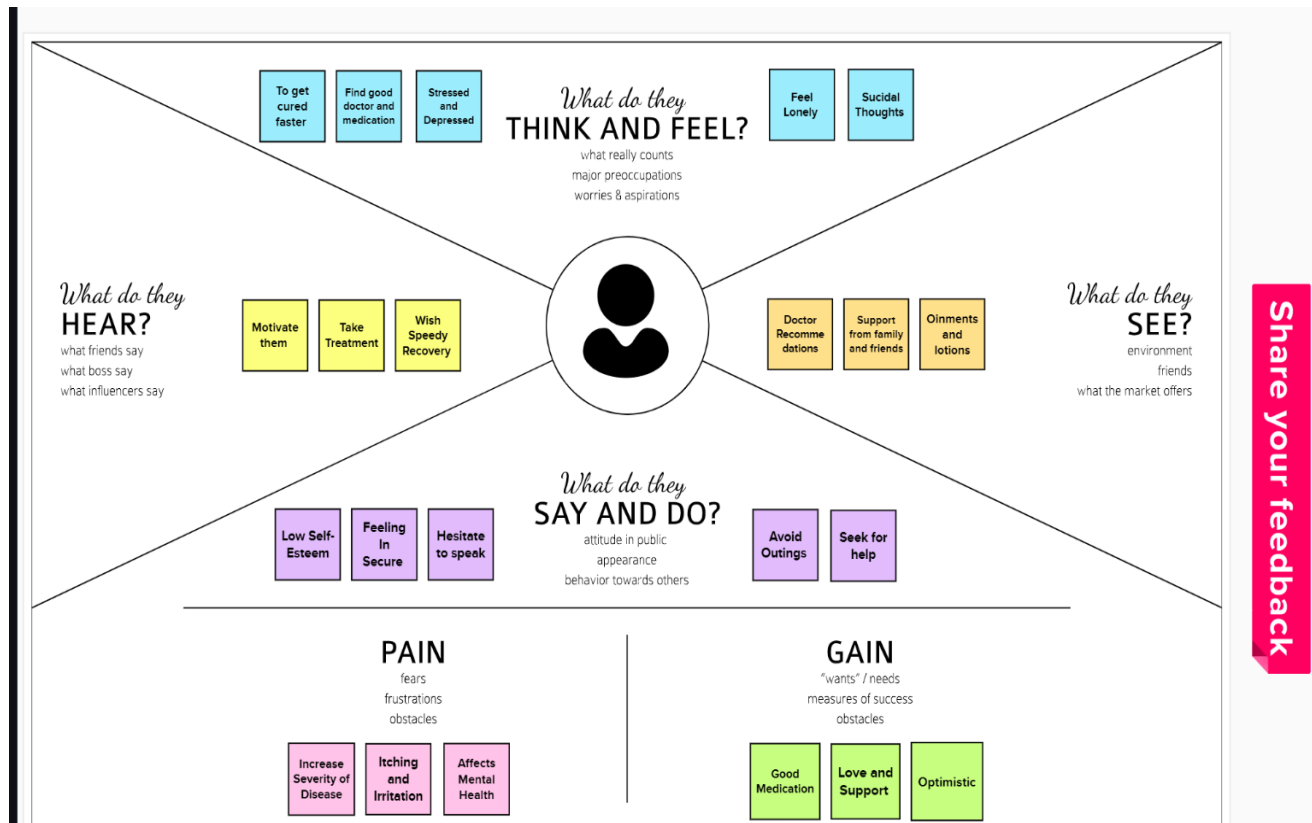 To get
cured
faster
Find good
doctor and
medication
Stressed
and
Depressed
What do they
THINK AND FEEL?
what really counts
major preoccupations
worries & aspirations
Feel
Lonely
Sucidal
Thoughts
What do they
HEAR?
what friends say
what boss say
what influencers say
Motivate
them
Take
Treatment
Wish
Speedy
Recovery
Doctor
Recomme
dations
Support
from family
and friends
Oinments
and
lotions
What do they
SEE?
environment
friends
what the market offers
Low Self-
Esteem
Feeling
In
Secure
Hesitate
to speak
What do they
SAY AND DO?
attitude in public
appearance
behavior towards others
Avoid
Outings
Seek for
help
PAIN
fears
frustrations
obstacles
Increase
Severity of
Disease
Itching
and
Irritation
Affects
Mental
Health
GAIN
"wants" / needs
measures of success
obstacles
Good
Medication
Love and
Support
Optimistic
Share your feedback